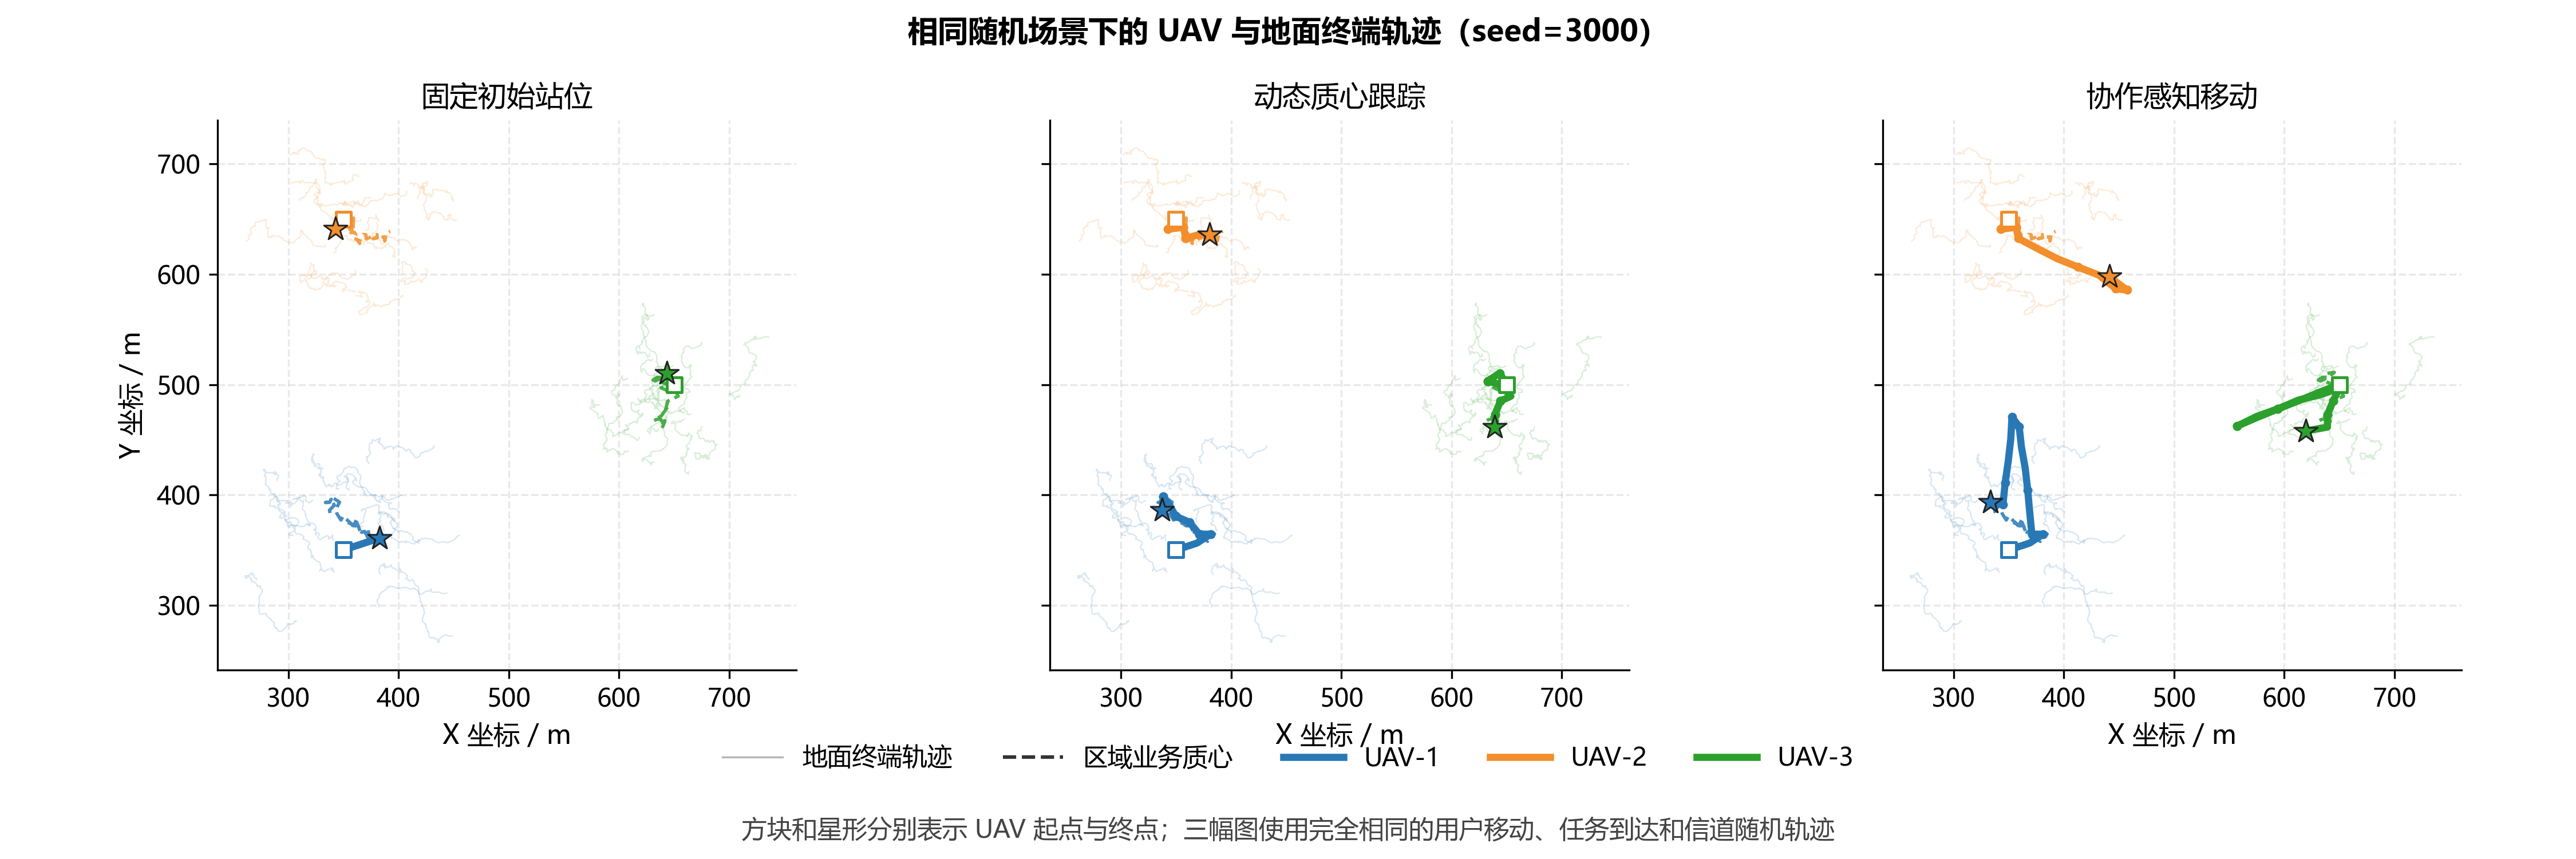 相同随机场景下的 UAV 与地面终端轨迹（seed=3000）
固定初始站位
动态质心跟踪
协作感知移动
Y 坐标 / m
700
600
500
400
300
300 400 500 600 700
300 400 500 600 700
300 400 500 600 700
X 坐标 / m
X 坐标 / m
X 坐标 / m
地面终端轨迹 区域业务质心 UAV-1 UAV-2 UAV-3
方块和星形分别表示 UAV 起点与终点；三幅图使用完全相同的用户移动、任务到达和信道随机轨迹